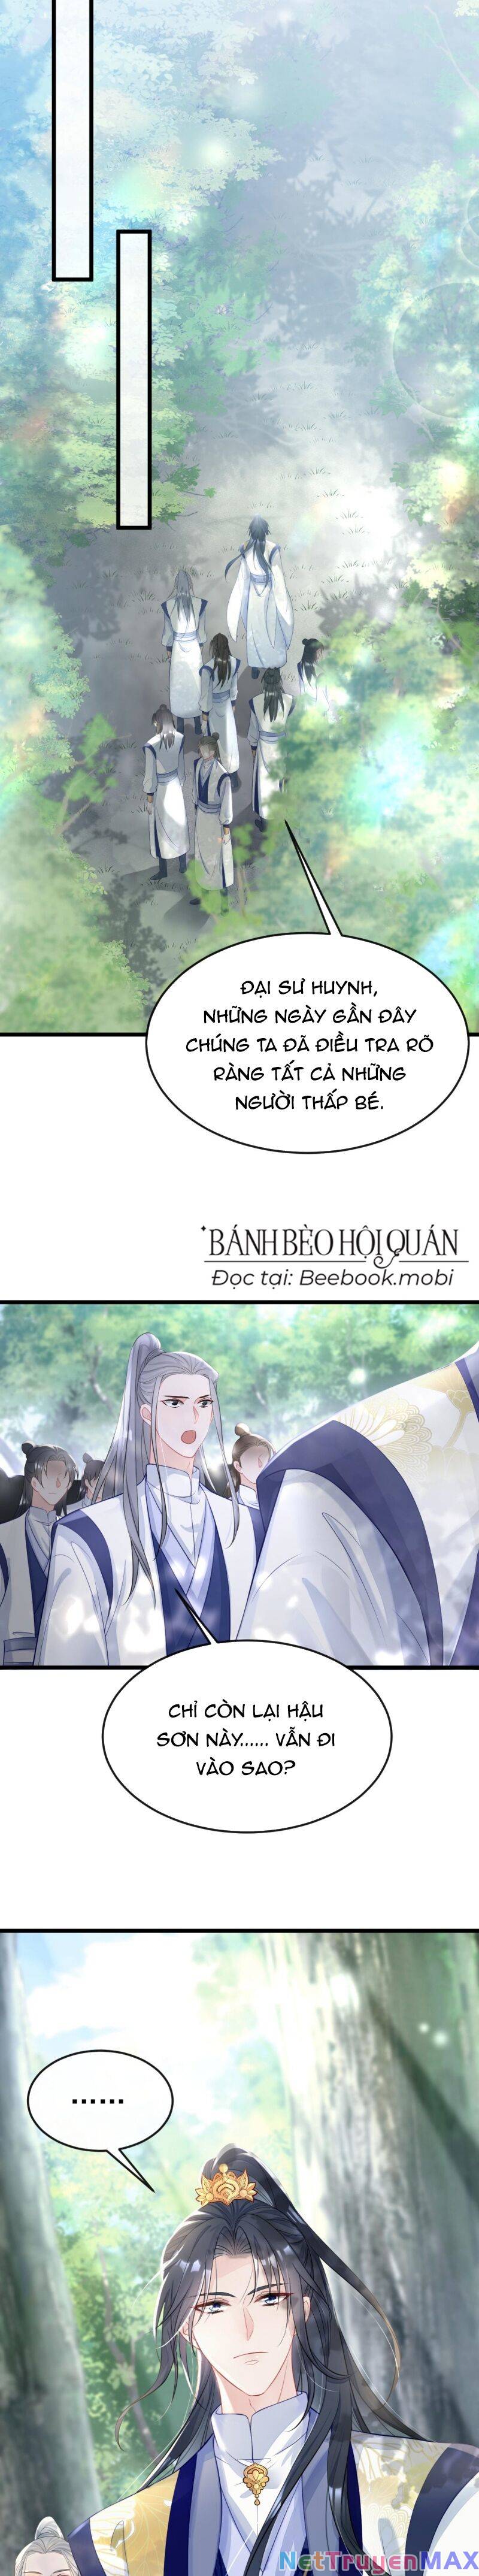 ĐẠI SƯ HUYNH,
NHỮNG NGÀY GẦN ĐÂY
CHÚNG TA ĐÃ ĐIỀU TRA RÕ
RÀNG TẤT CẢ NHỮNG
NGƯỜI THẤP BÉ.
BÁNH BÈO HỘI QUÁN
Đọc tại: Beebook.mobi
CHỈ CÒN LẠI HẬU
SƠN NÀY...... VẪN ĐI
VÀO SAO?
......
NetTruyenMAX